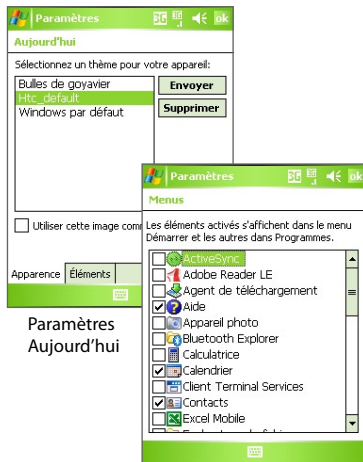 Paramètres
ok
Aujourd'hui
Sélectionnez un thème pour votre appareil:
Bulles de goyavier
Htc_default
Windows par défaut
Envoyer
Supprimer
Utiliser cette image
Apparence
Éléments
Paramètres
Aujourd'hui
Paramètres
ok
Menus
Les éléments activés s'affichent dans le menu
Démarrer et les autres dans Programmes.
ActiveSync
Adobe Reader LE
Agent de téléchargement
Aide
Appareil photo
Bluetooth Explorer
Calculatrice
Calendrier
Client Terminal Services
Contacts
Excel Mobile